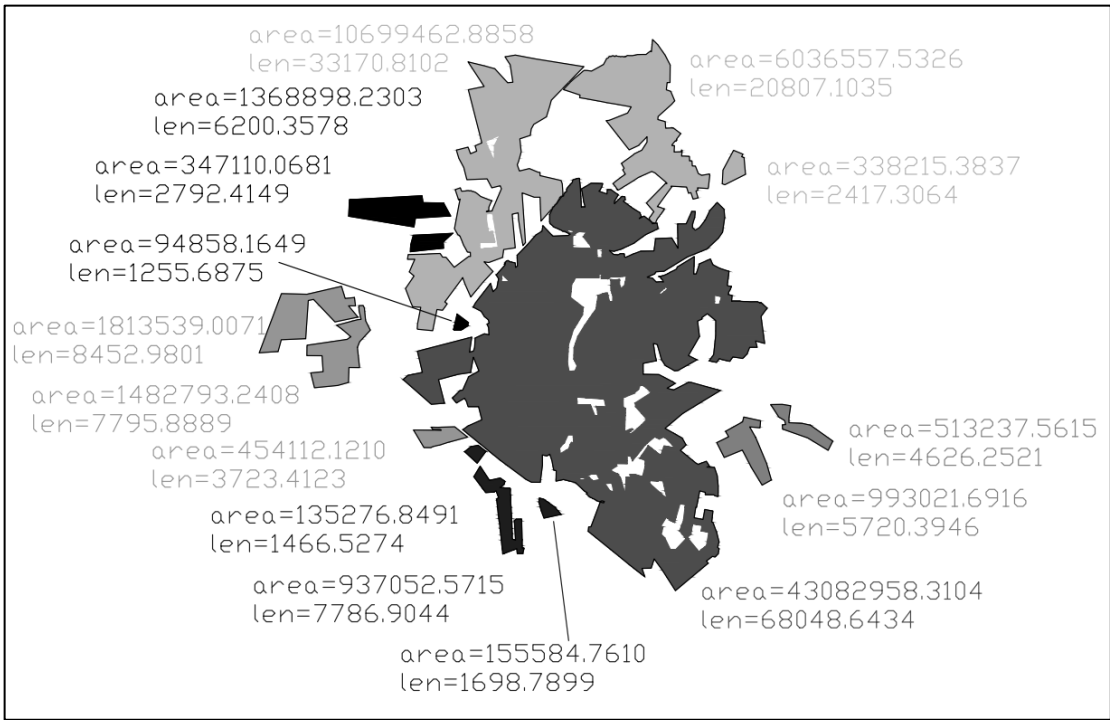 area=10699462.8858
len=33170.8102
area=6036557.5326
len=20807.1035
area=1368898.2303
len=6200.3578
area=347110.0681
len=2792.4149
area=338215.3837
len=2417.3064
area=94858.1649
len=1255.6875
area=1813539.0071
len=8452.9801
area=1482793.2408
len=7795.8889
area=454112.1210
len=3723.4123
area=513237.5615
len=4626.2521
area=993021.6916
len=5720.3946
area=135276.8491
len=1466.5274
area=937052.5715
len=7786.9044
area=43082958.3104
len=68048.6434
area=155584.7610
len=1698.7899